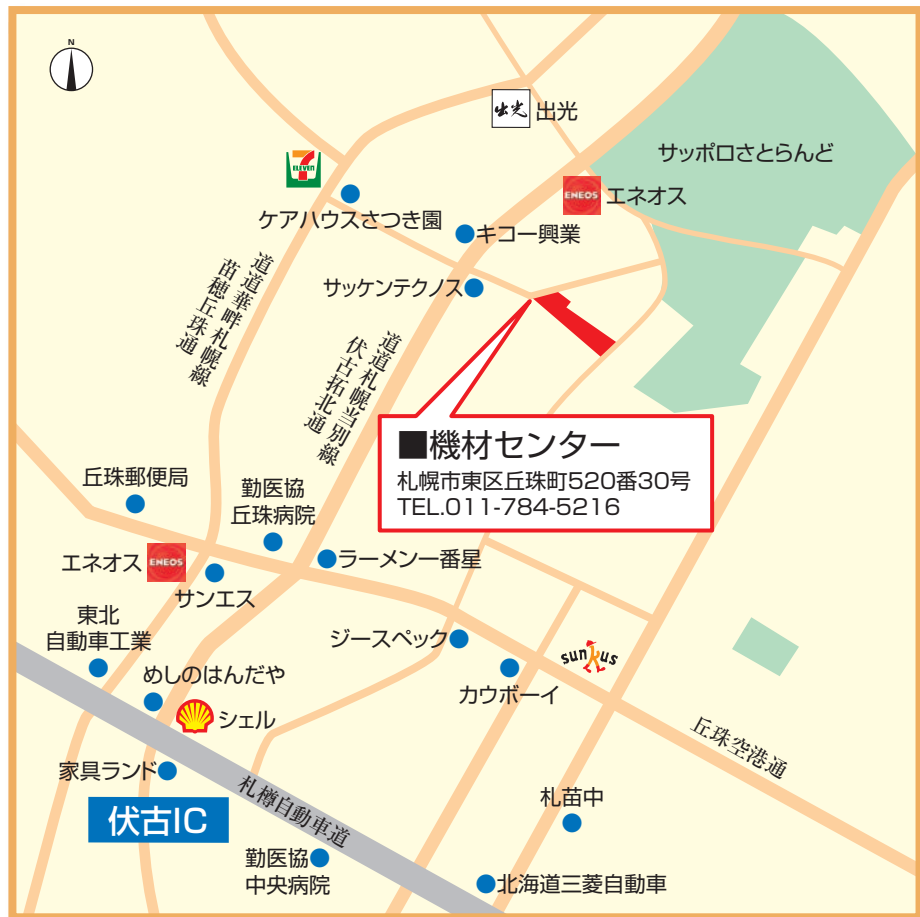 N
出光 出光
サッポロさとらんど
7
ELEVEN
ENEOS エネオス
ケアハウスさつき園
キコー興業
サッケンテクノス
道道華畔札幌線
苗穂丘珠通
道道札幌当別線
伏古拓北通
■機材センター
札幌市東区丘珠町520番30号
TEL.011-784-5216
丘珠郵便局
勤医協
丘珠病院
エネオス ENEOS
サンエス
ラーメン一番星
東北
自動車工業
ジースペック
sunkus
めしのはんだや
カウボーイ
シェル
丘珠空港通
家具ランド
札樽自動車道
札苗中
伏古IC
勤医協
中央病院
北海道三菱自動車